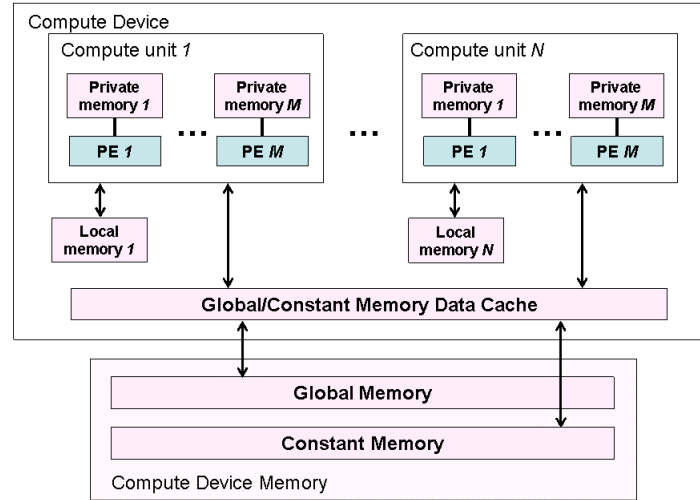 Compute Device
Compute unit 1
Compute unit N
Private memory 1
Private memory M
Private memory 1
Private memory M
...
...
...
PE 1
PE M
PE 1
PE M
Local memory 1
Local memory N
Global/Constant Memory Data Cache
Global Memory
Constant Memory
Compute Device Memory